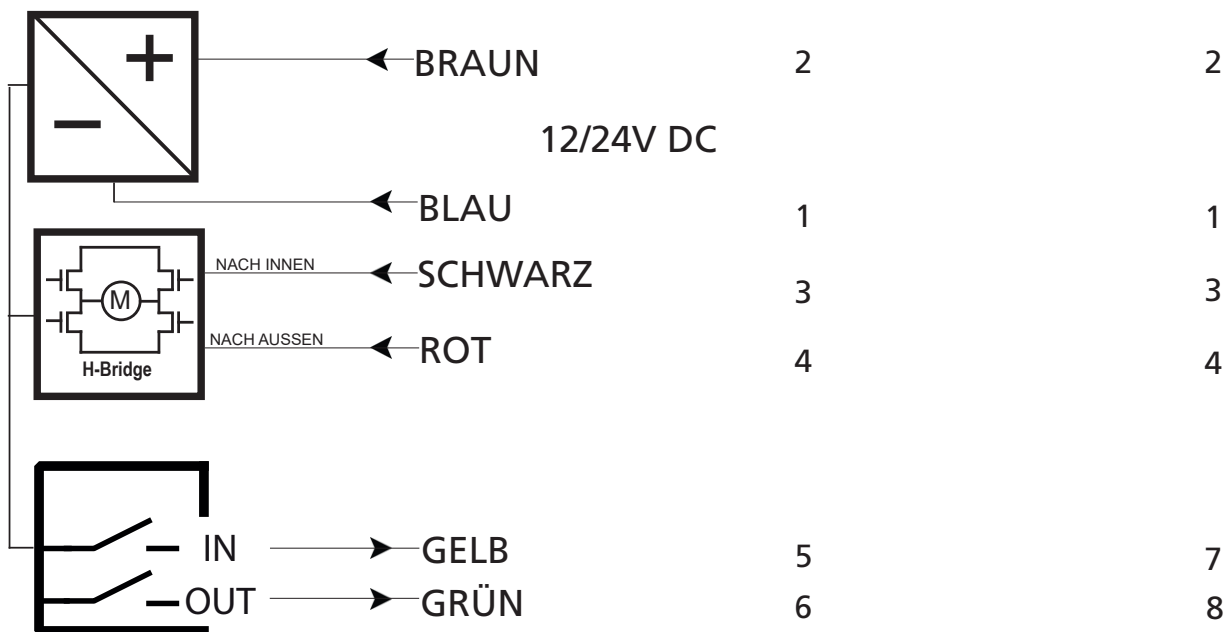 BRAUN 2 2
12/24V DC
BLAU 1 1
NACH INNEN SCHWARZ 3 3
M
NACH AUSSEN ROT 4 4
H-Bridge
IN GELB 5 7
OUT GRÜN 6 8